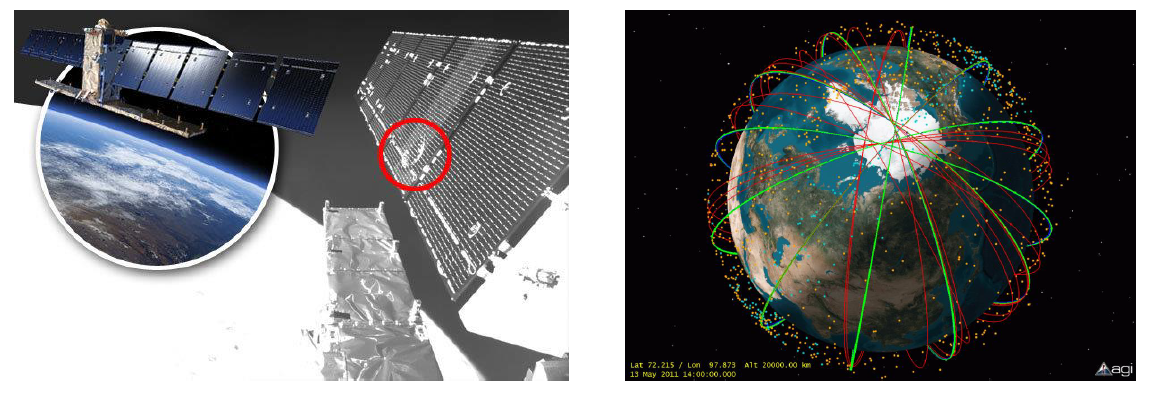 Lat 72.215 / Lon 97.873 Alt 20000.00 km
13 May 2011 14:00:00.000
agi